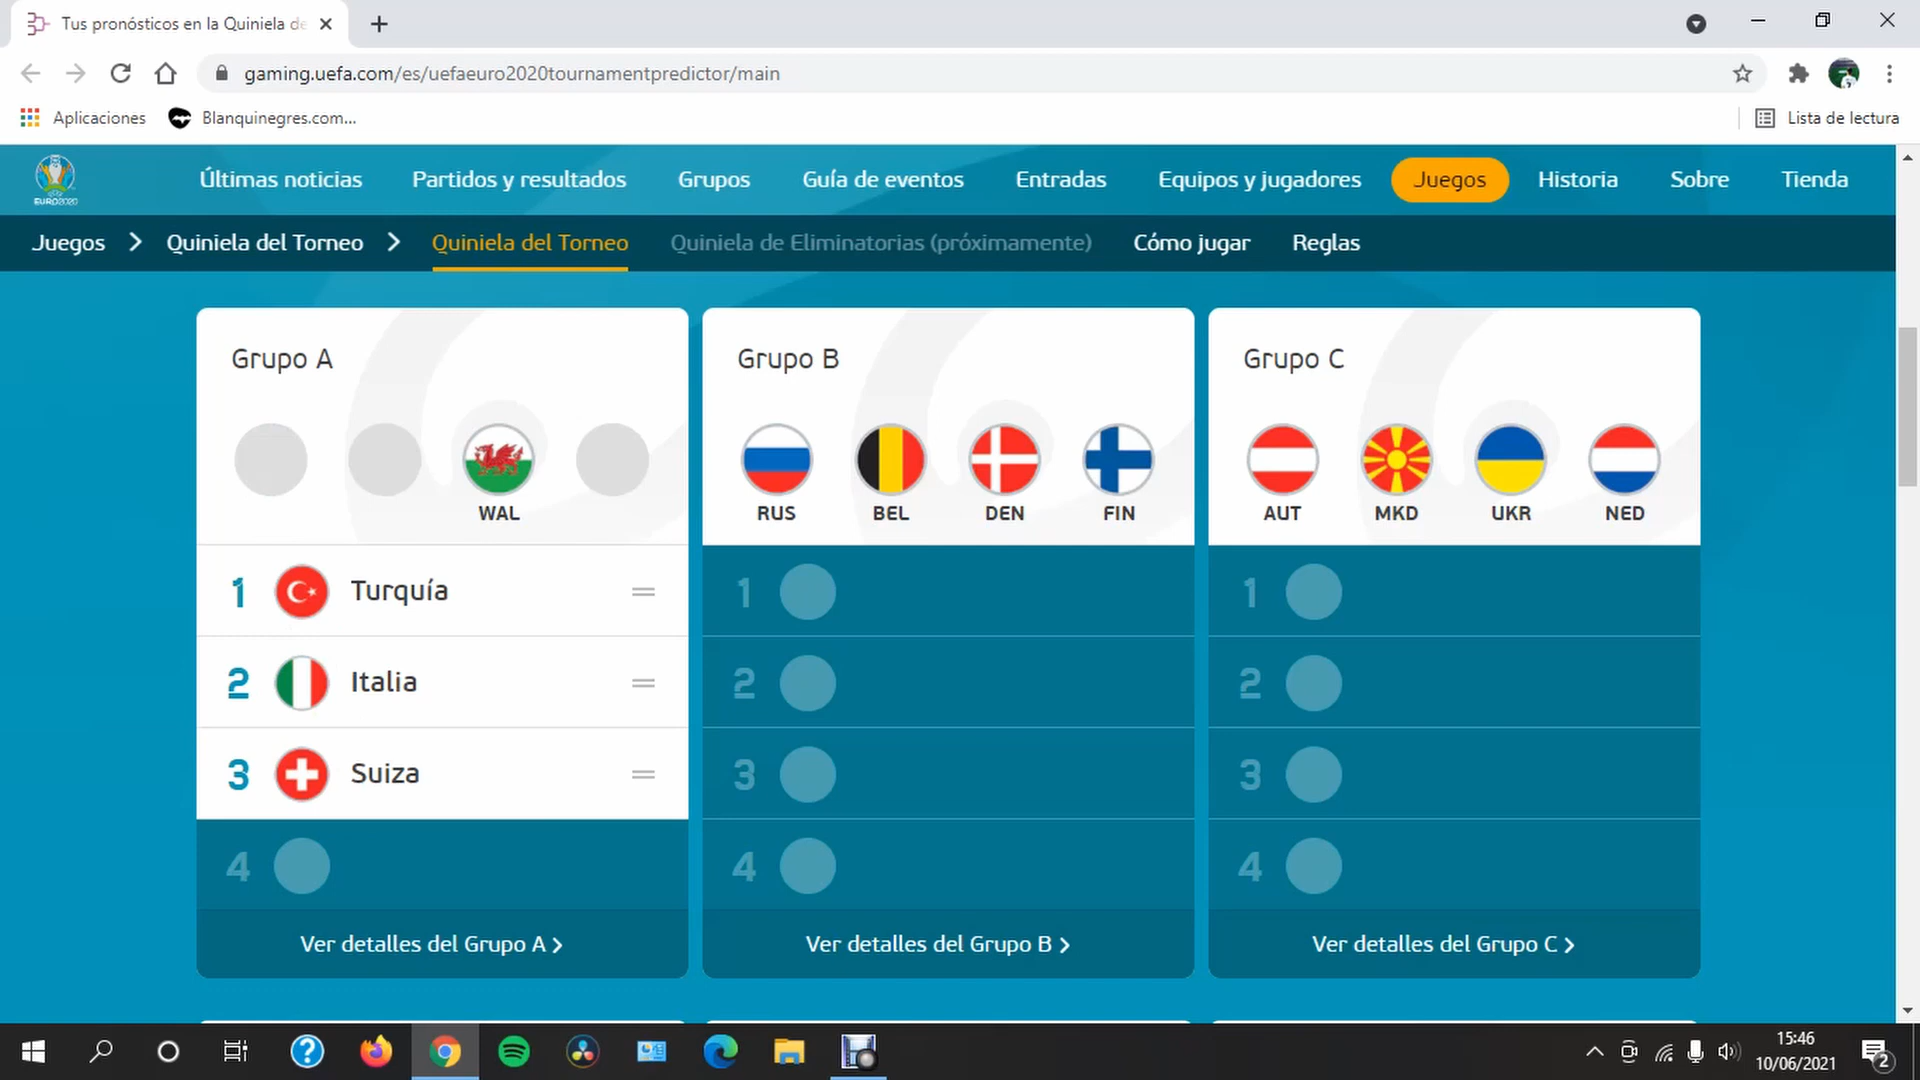 Tus pronósticos en la Quiniela de
gaming.uefa.com/es/uefaeuro2020tournamentpredictor/main
Aplicaciones
Blanquinegres.com...
Lista de lectura
EURO2020
Últimas noticias
Partidos y resultados
Grupos
Guía de eventos
Entradas
Equipos y jugadores
Juegos
Historia
Sobre
Tienda
Juegos
Quiniela del Torneo
Quiniela del Torneo
Quiniela de Eliminatorias (próximamente)
Cómo jugar
Reglas
Grupo A
WAL
1 Turquía
2 Italia
3 Suiza
4
Ver detalles del Grupo A
Grupo B
RUS BEL DEN FIN
1
2
3
4
Ver detalles del Grupo B
Grupo C
AUT MKD UKR NED
1
2
3
4
Ver detalles del Grupo C
15:46
10/06/2021
2